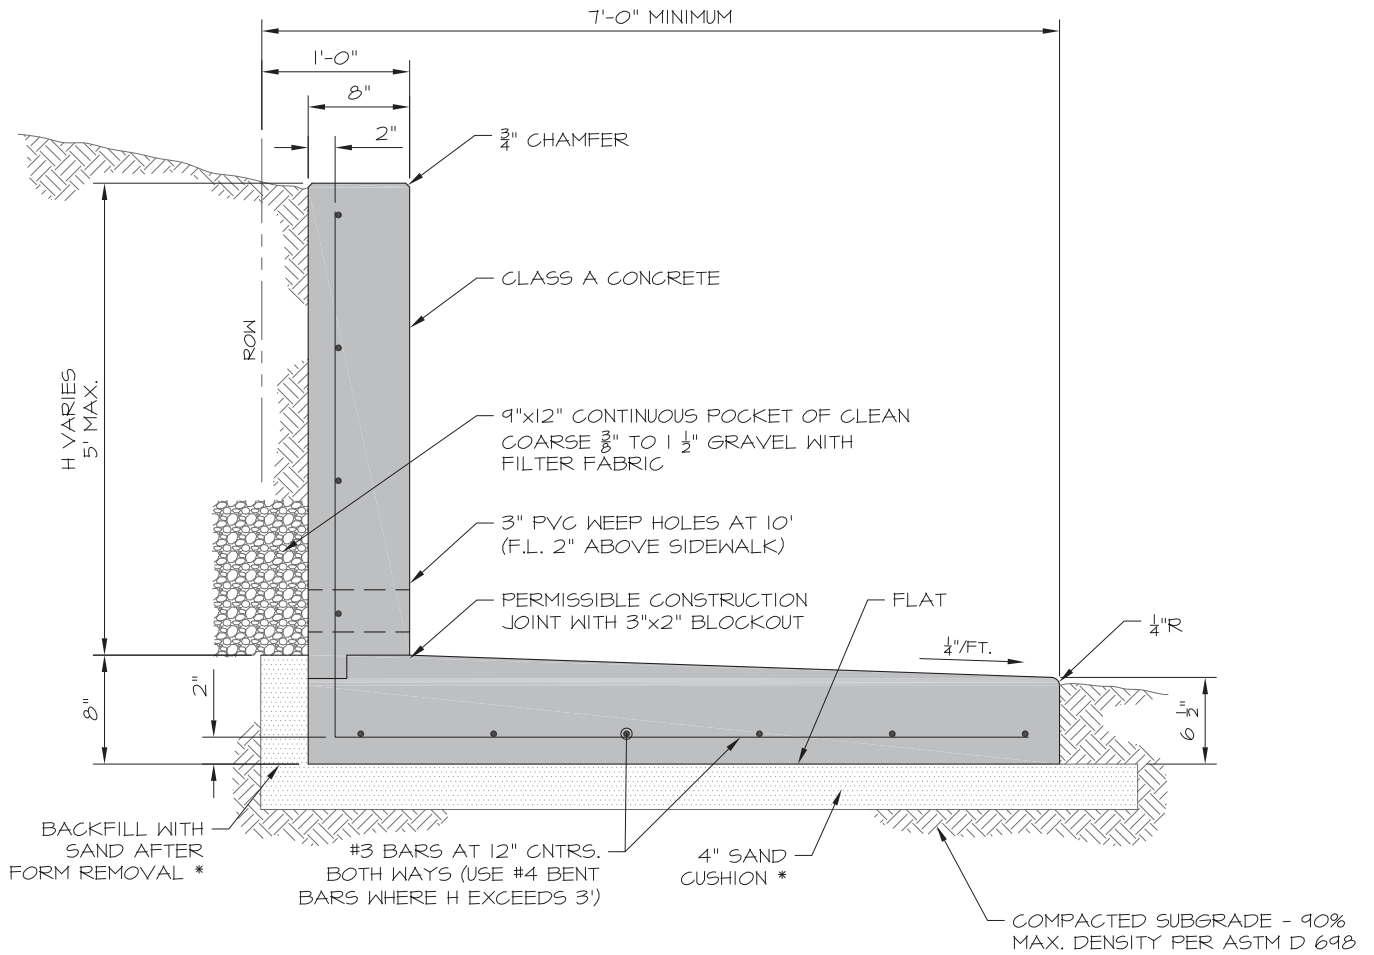 7'-0" MINIMUM
1'-0"
8"
2"
3/4" CHAMFER
CLASS A CONCRETE
ROW
H VARIES
5' MAX.
9"x12" CONTINUOUS POCKET OF CLEAN
COARSE 3/8" TO 1 1/2" GRAVEL WITH
FILTER FABRIC
3" PVC WEEP HOLES AT 10'
(F.L. 2" ABOVE SIDEWALK)
PERMISSIBLE CONSTRUCTION
JOINT WITH 3"x2" BLOCKOUT
FLAT
1/4"/FT.
1/4"R
2"
8"
6 1/2"
BACKFILL WITH
SAND AFTER
FORM REMOVAL *
#3 BARS AT 12" CNTRS.
BOTH WAYS (USE #4 BENT
BARS WHERE H EXCEEDS 3')
4" SAND
CUSHION *
COMPACTED SUBGRADE - 90%
MAX. DENSITY PER ASTM D 698